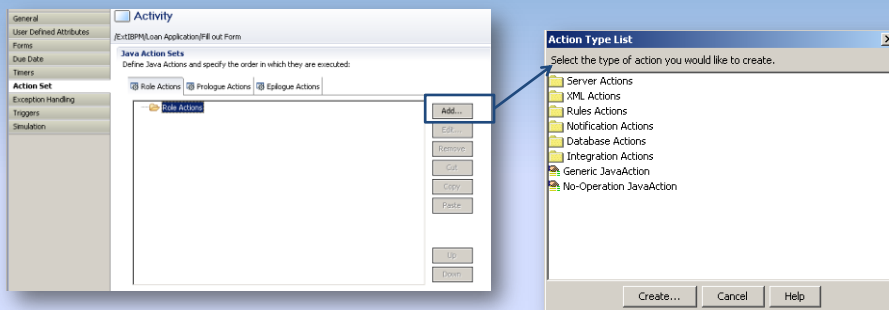 General
User Defined Attributes
Forms
Due Date
Timers
Action Set
Exception Handling
Triggers
Simulation
Activity
/ExtIBPM/Loan Application/Fill out Form
Java Action Sets
Define Java Actions and specify the order in which they are executed:
Role Actions
Prologue Actions
Epilogue Actions
Role Actions
Add...
Edit...
Remove
Cut
Copy
Paste
Up
Down
Action Type List
Select the type of action you would like to create.
Server Actions
XML Actions
Rules Actions
Notification Actions
Database Actions
Integration Actions
Generic JavaAction
No-Operation JavaAction
Create...
Cancel
Help